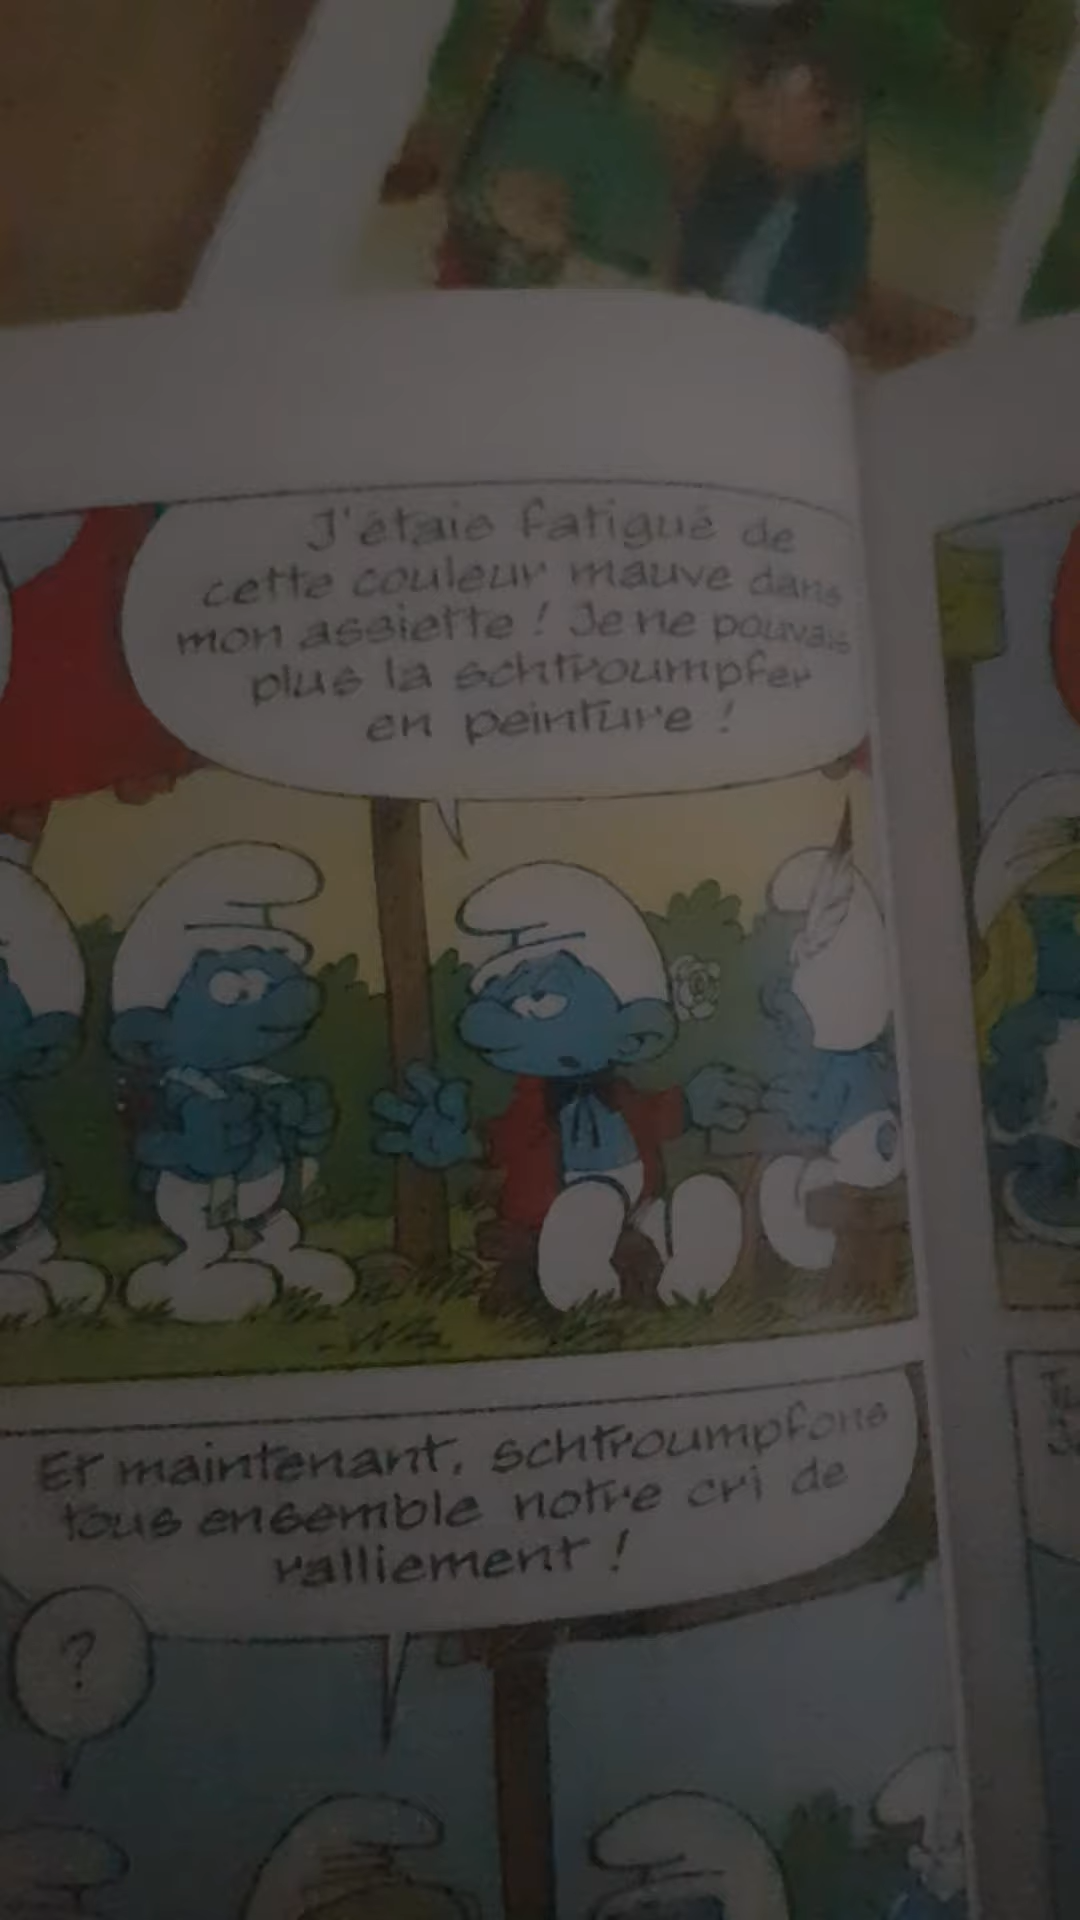 J'étais fatigué de
cette couleur mauve dans
mon assiette ! Je ne pouvais
plus la schtroumpfer
en peinture !
Et maintenant, schtroumpfons
tous ensemble notre cri de
ralliement !
?